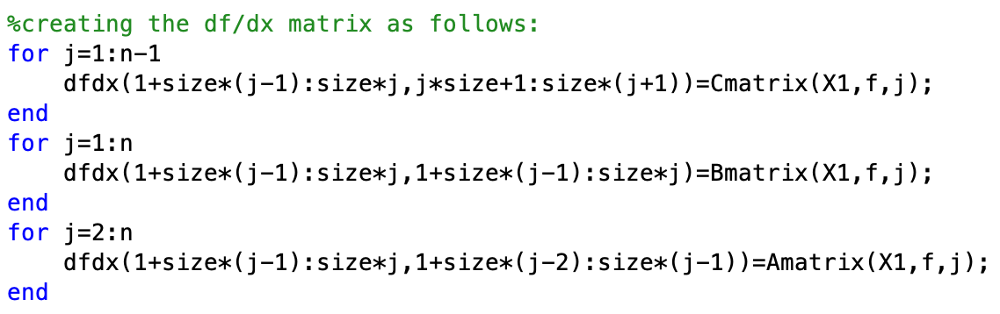 %creating the df/dx matrix as follows:
for j=1:n-1
    dfdx(1+size*(j-1):size*j,j*size+1:size*(j+1))=Cmatrix(X1,f,j);
end
for j=1:n
    dfdx(1+size*(j-1):size*j,1+size*(j-1):size*j)=Bmatrix(X1,f,j);
end
for j=2:n
    dfdx(1+size*(j-1):size*j,1+size*(j-2):size*(j-1))=Amatrix(X1,f,j);
end